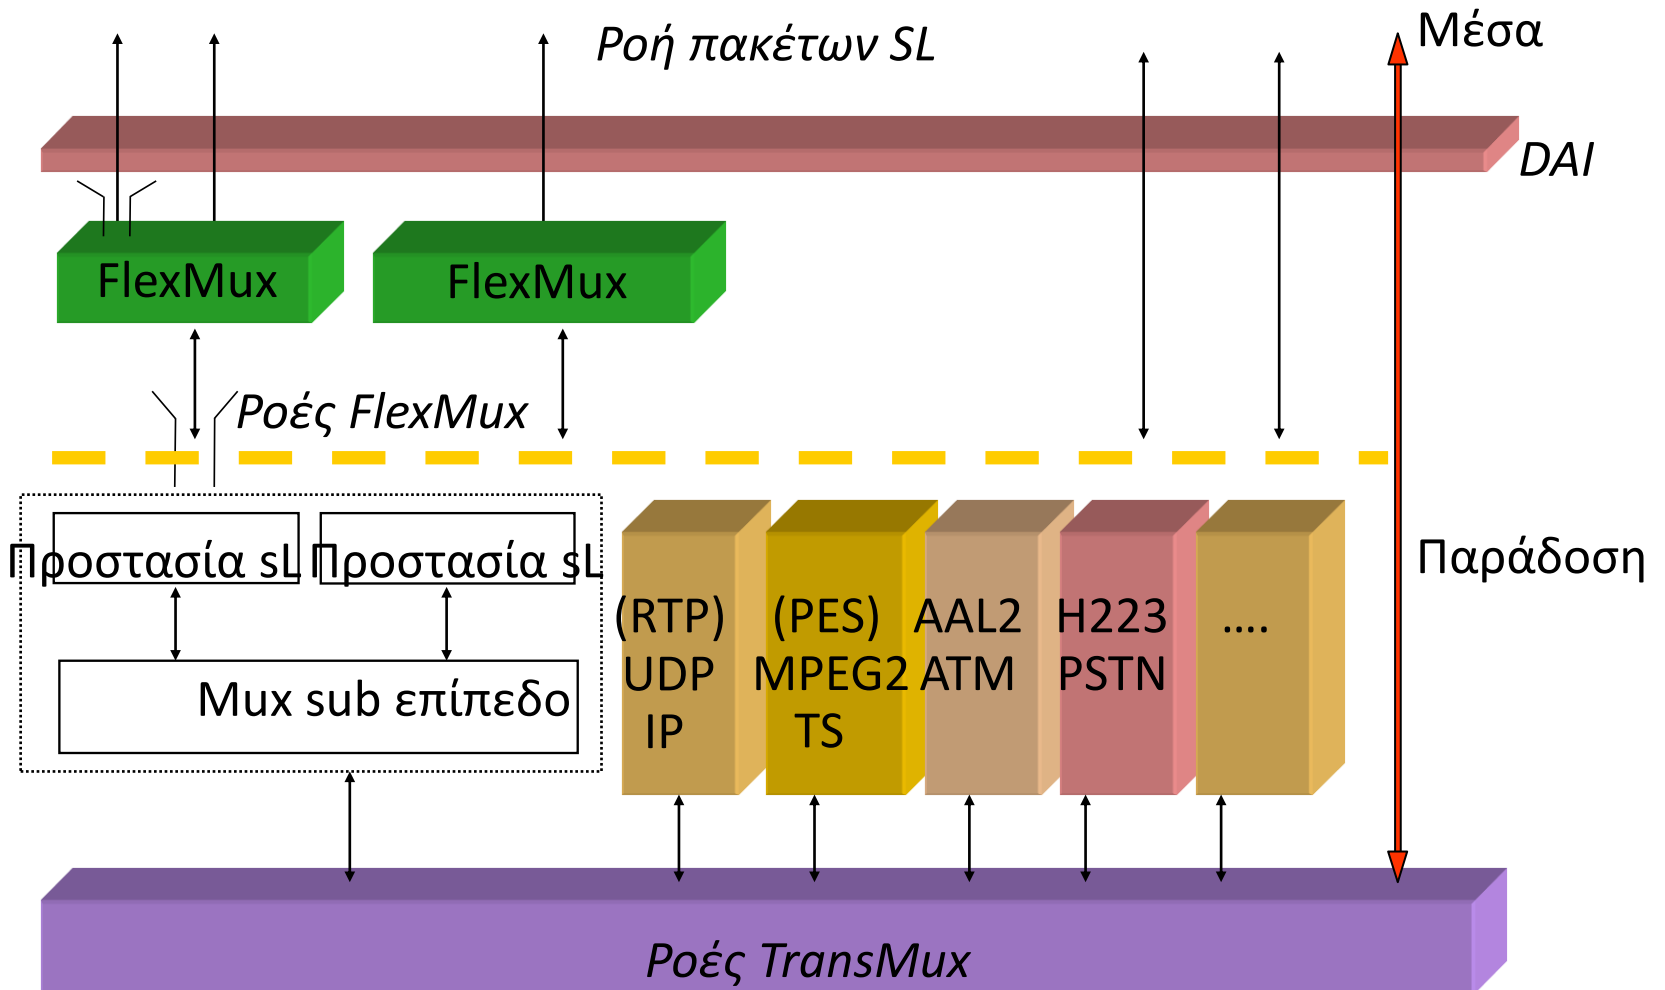 Ροή πακέτων SL
Μέσα
DAI
FlexMux
FlexMux
Ροές FlexMux
Προστασία sL
Προστασία sL
Mux sub επίπεδο
(RTP)
UDP
IP
(PES)
MPEG2
TS
AAL2
ATM
H223
PSTN
....
Παράδοση
Ροές TransMux